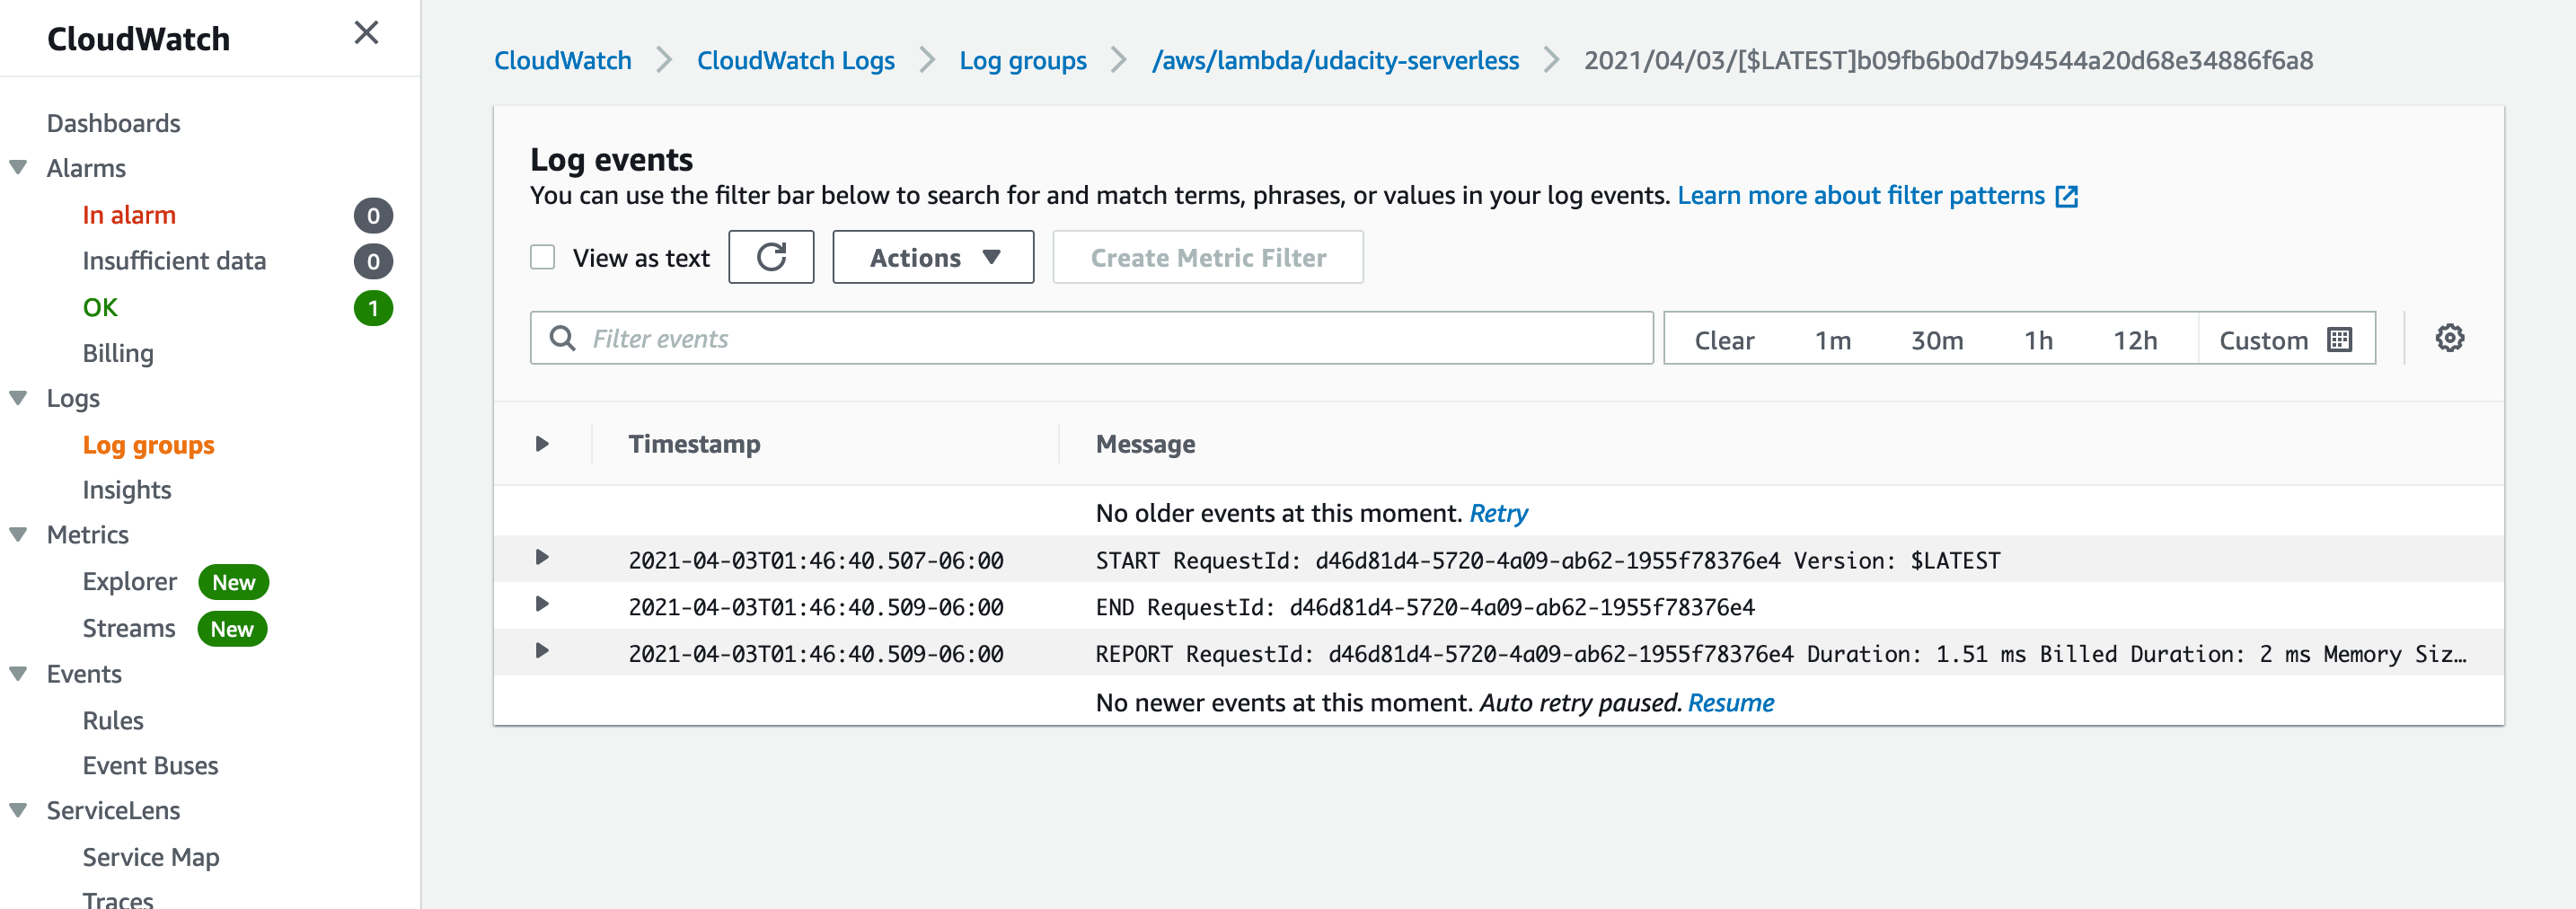 CloudWatch
Dashboards
Alarms
In alarm 0
Insufficient data 0
OK 1
Billing
Logs
Log groups
Insights
Metrics
Explorer New
Streams New
Events
Rules
Event Buses
ServiceLens
Service Map
Traces
CloudWatch CloudWatch Logs Log groups /aws/lambda/udacity-serverless 2021/04/03/[$LATEST]b09fb6b0d7b94544a20d68e34886f6a8
Log events
You can use the filter bar below to search for and match terms, phrases, or values in your log events. Learn more about filter patterns
View as text Actions Create Metric Filter
Filter events Clear 1m 30m 1h 12h Custom
Timestamp Message
No older events at this moment. Retry
2021-04-03T01:46:40.507-06:00 START RequestId: d46d81d4-5720-4a09-ab62-1955f78376e4 Version: $LATEST
2021-04-03T01:46:40.509-06:00 END RequestId: d46d81d4-5720-4a09-ab62-1955f78376e4
2021-04-03T01:46:40.509-06:00 REPORT RequestId: d46d81d4-5720-4a09-ab62-1955f78376e4 Duration: 1.51 ms Billed Duration: 2 ms Memory Siz…
No newer events at this moment. Auto retry paused. Resume